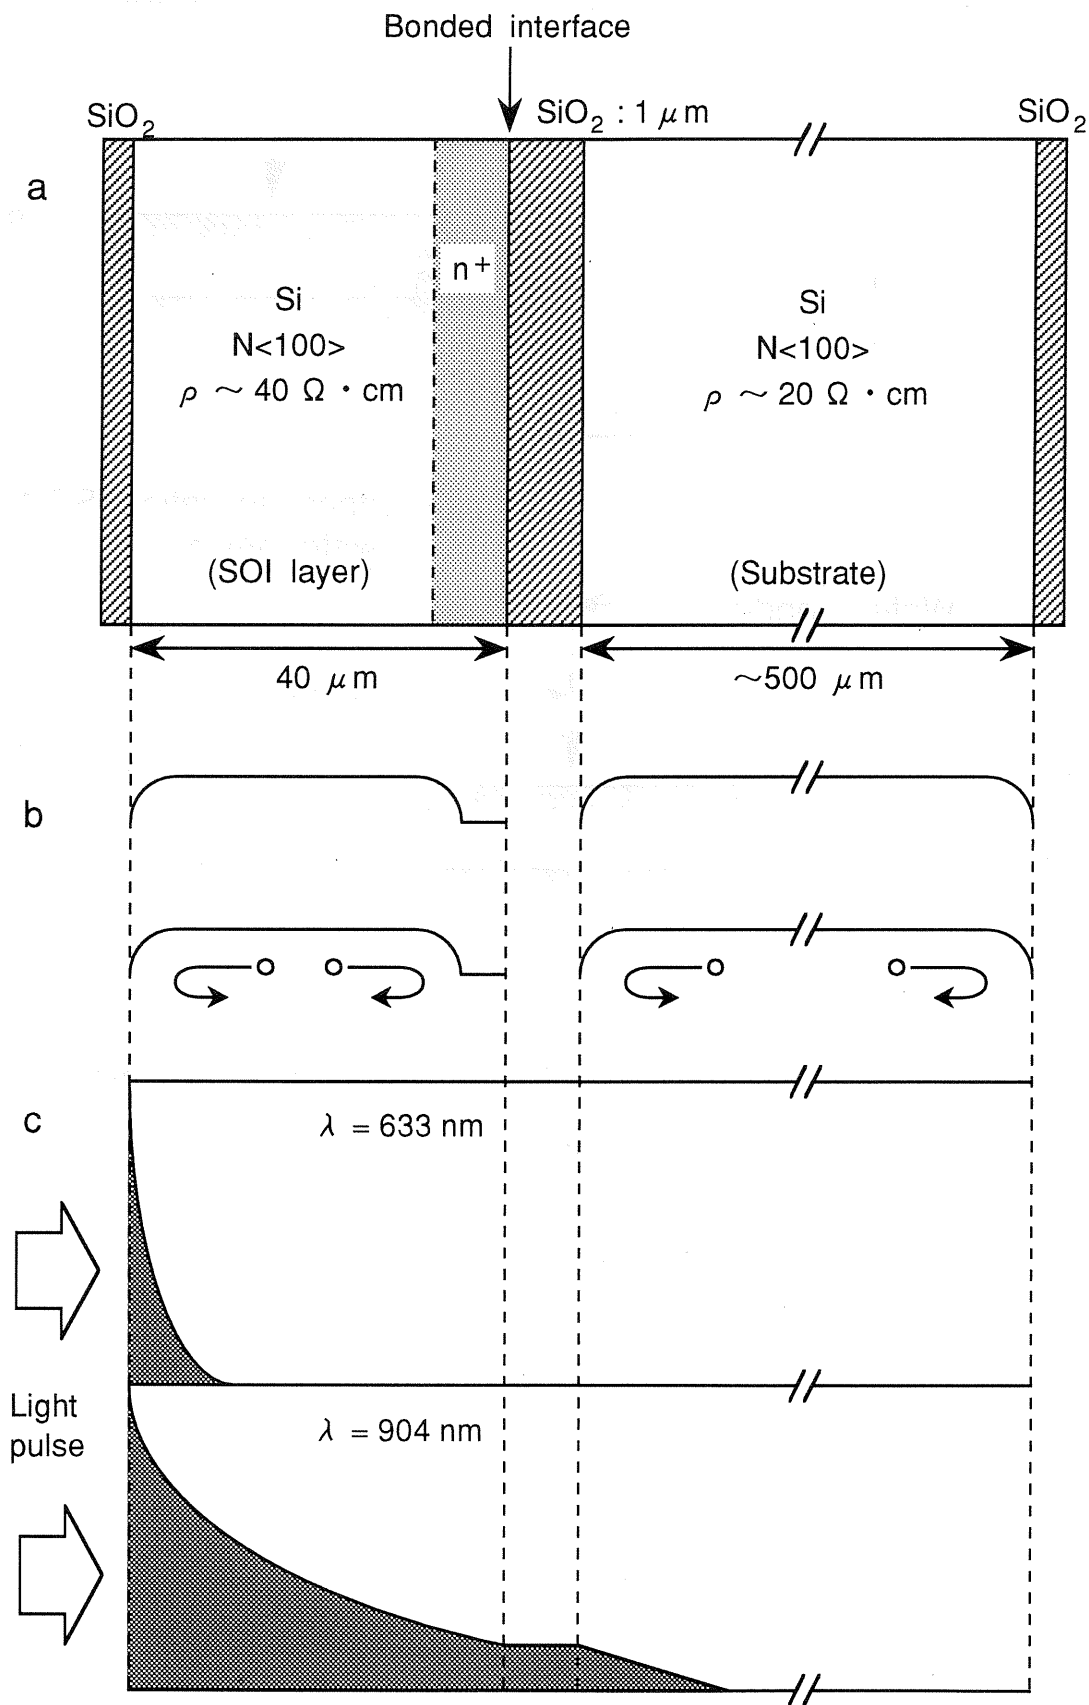 Bonded interface
SiO₂
SiO₂ : 1 μm
SiO₂
a
n+
Si
N<100>
ρ ～ 40 Ω・cm
Si
N<100>
ρ ～ 20 Ω・cm
(SOI layer)
(Substrate)
40 μm
～500 μm
b
c
λ = 633 nm
Light
pulse
λ = 904 nm